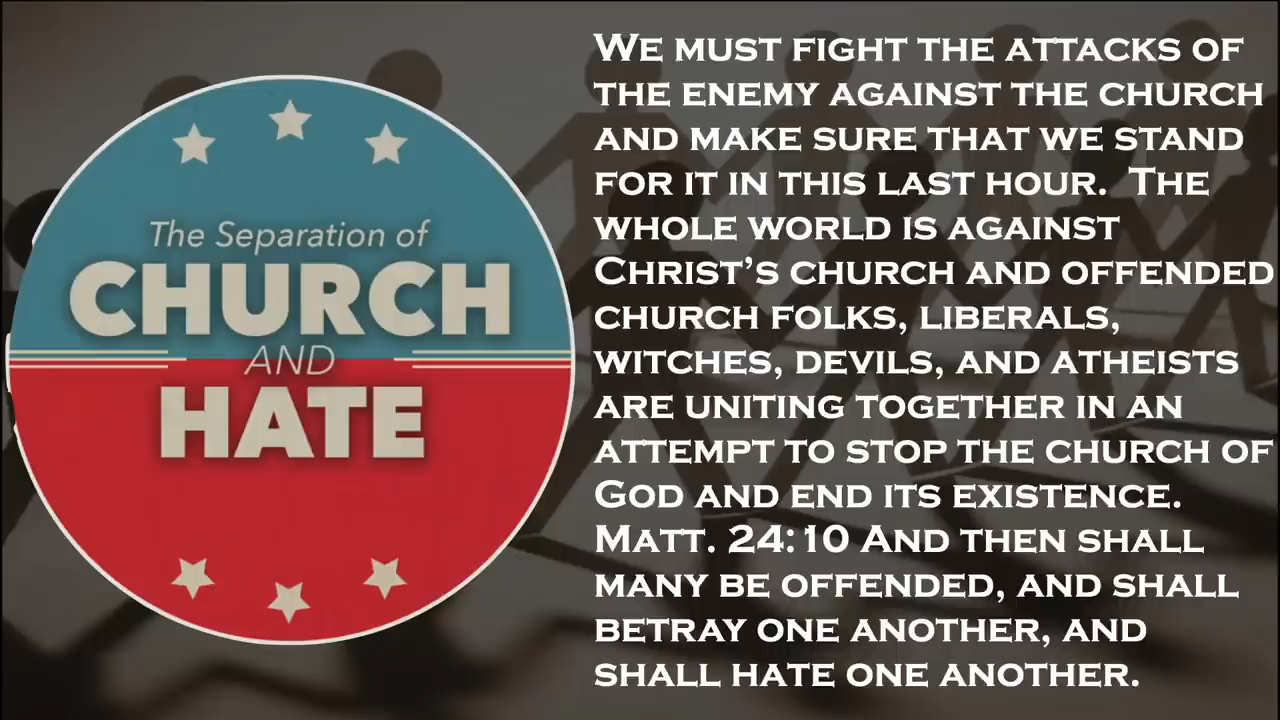 The Separation of
CHURCH
AND
HATE
WE MUST FIGHT THE ATTACKS OF
THE ENEMY AGAINST THE CHURCH
AND MAKE SURE THAT WE STAND
FOR IT IN THIS LAST HOUR.  THE
WHOLE WORLD IS AGAINST
CHRIST’S CHURCH AND OFFENDED
CHURCH FOLKS, LIBERALS,
WITCHES, DEVILS, AND ATHEISTS
ARE UNITING TOGETHER IN AN
ATTEMPT TO STOP THE CHURCH OF
GOD AND END ITS EXISTENCE.
MATT. 24:10 AND THEN SHALL
MANY BE OFFENDED, AND SHALL
BETRAY ONE ANOTHER, AND
SHALL HATE ONE ANOTHER.